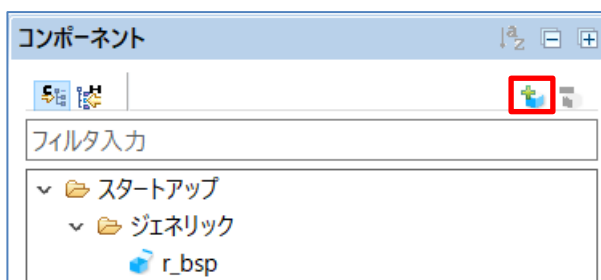 コンポーネント
フィルタ入力
スタートアップ
ジェネリック
r_bsp